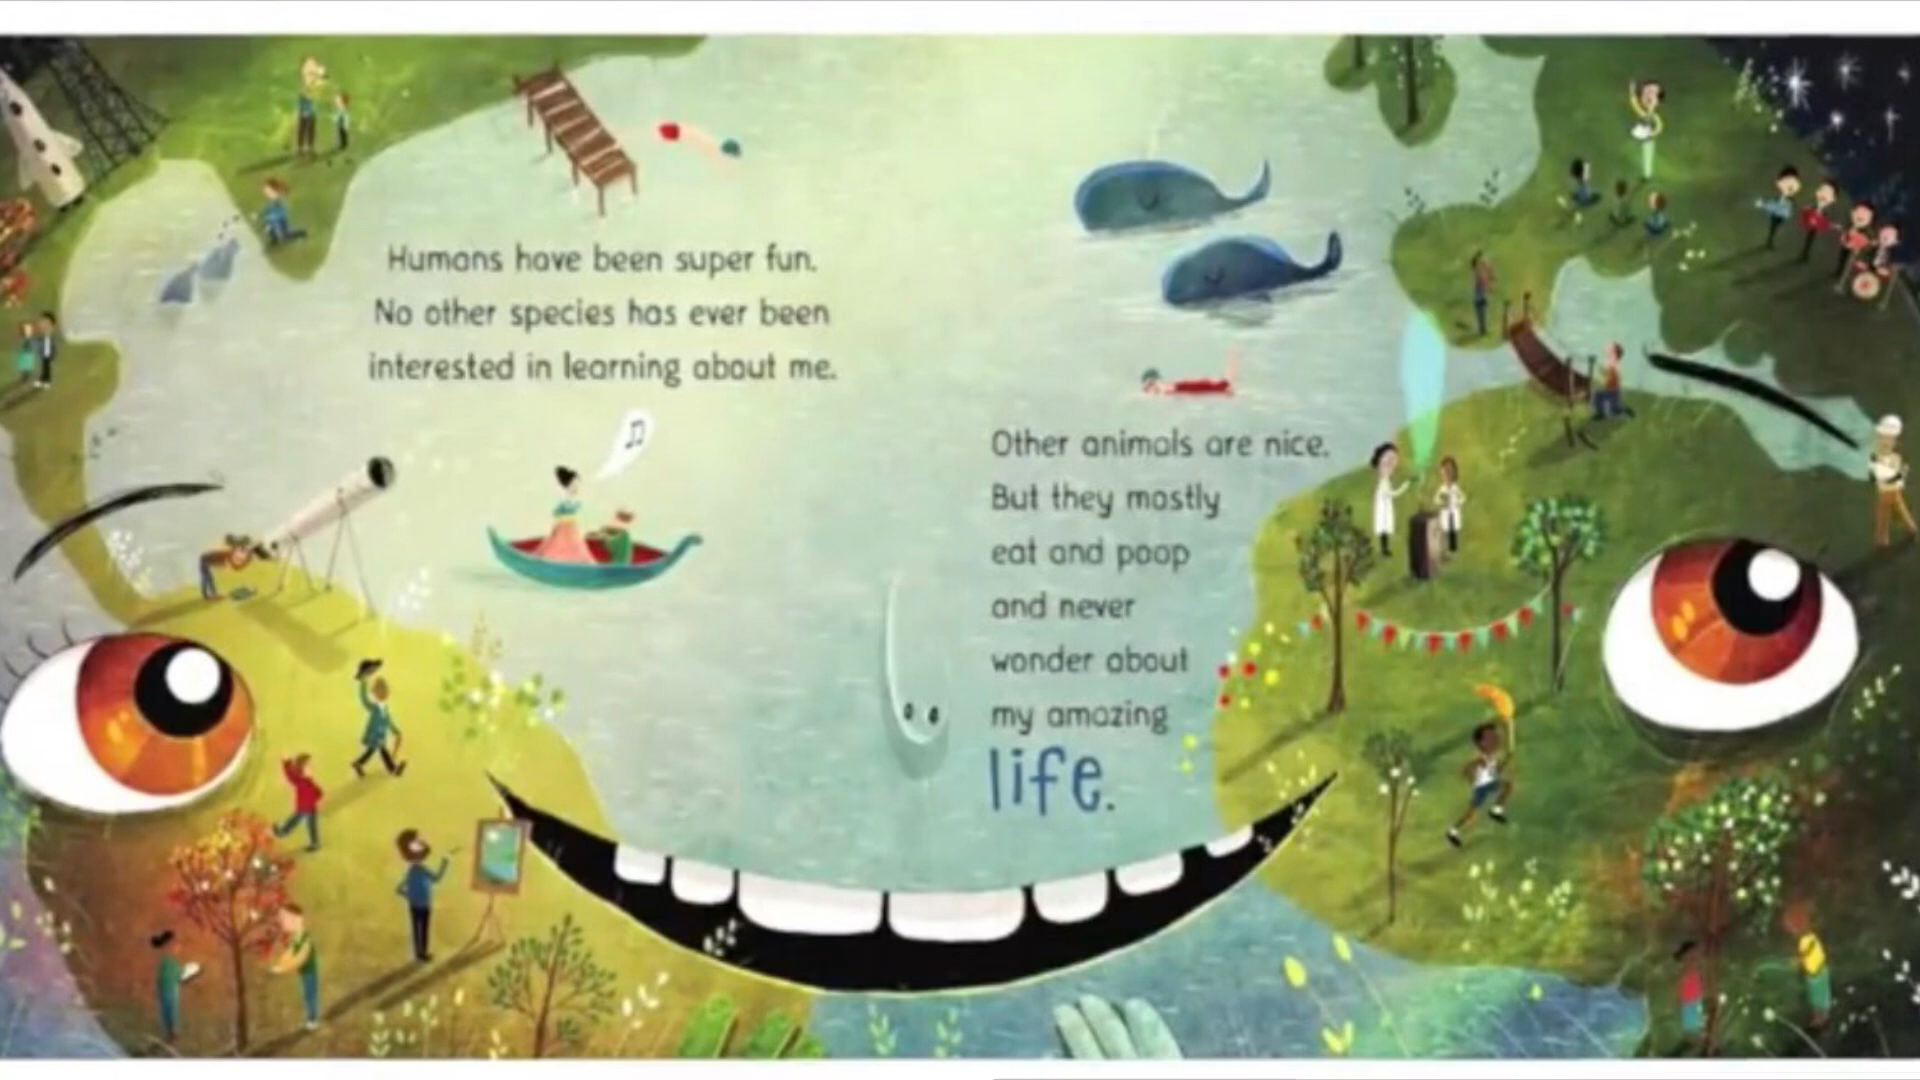 Humans have been super fun.
No other species has ever been
interested in learning about me.
Other animals are nice.
But they mostly
eat and poop
and never
wonder about
my amazing
life.